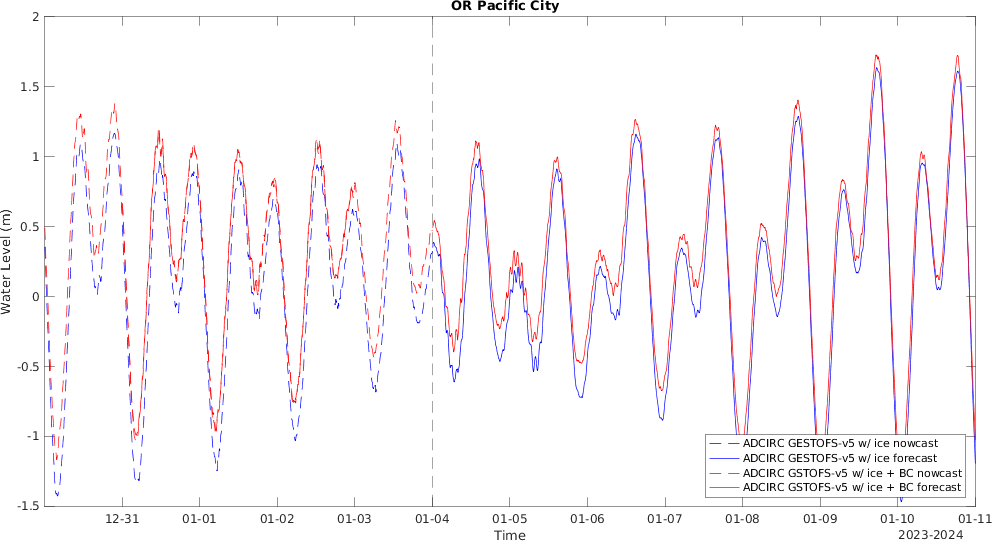 OR Pacific City
2
1.5
1
0.5
0
-0.5
-1
-1.5
Water Level (m)
12-31 01-01 01-02 01-03 01-04 01-05 01-06 01-07 01-08 01-09 01-10 01-11
Time
2023-2024
ADCIRC GESTOFS-v5 w/ ice nowcast
ADCIRC GESTOFS-v5 w/ ice forecast
ADCIRC GSTOFS-v5 w/ ice + BC nowcast
ADCIRC GSTOFS-v5 w/ ice + BC forecast